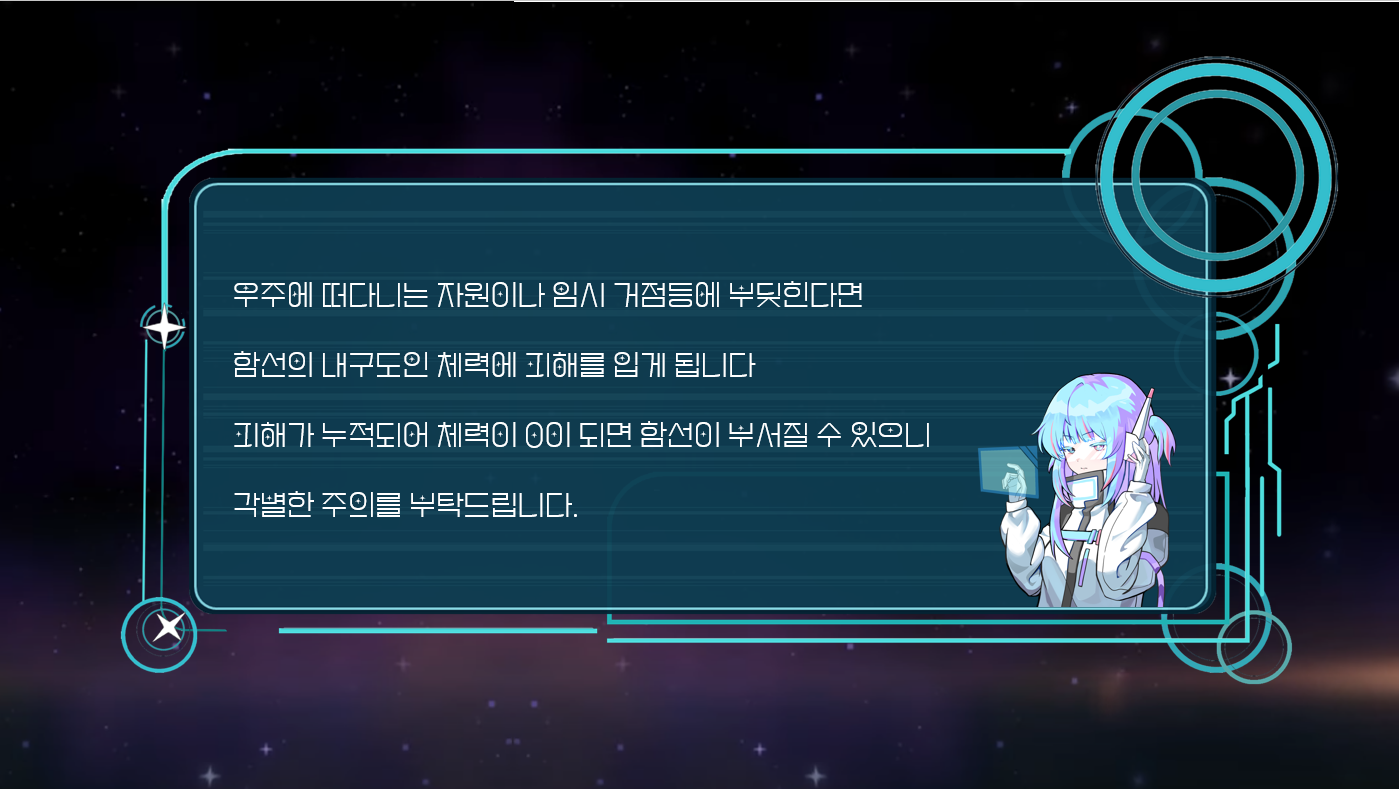 우주에 떠다니는 자원이나 임시 거점등에 부딪힌다면
함선의 내구도인 체력에 피해를 입게 됩니다
피해가 누적되어 체력이 00이 되면 함선이 부서질 수 있으니
각별한 주의를 부탁드립니다.